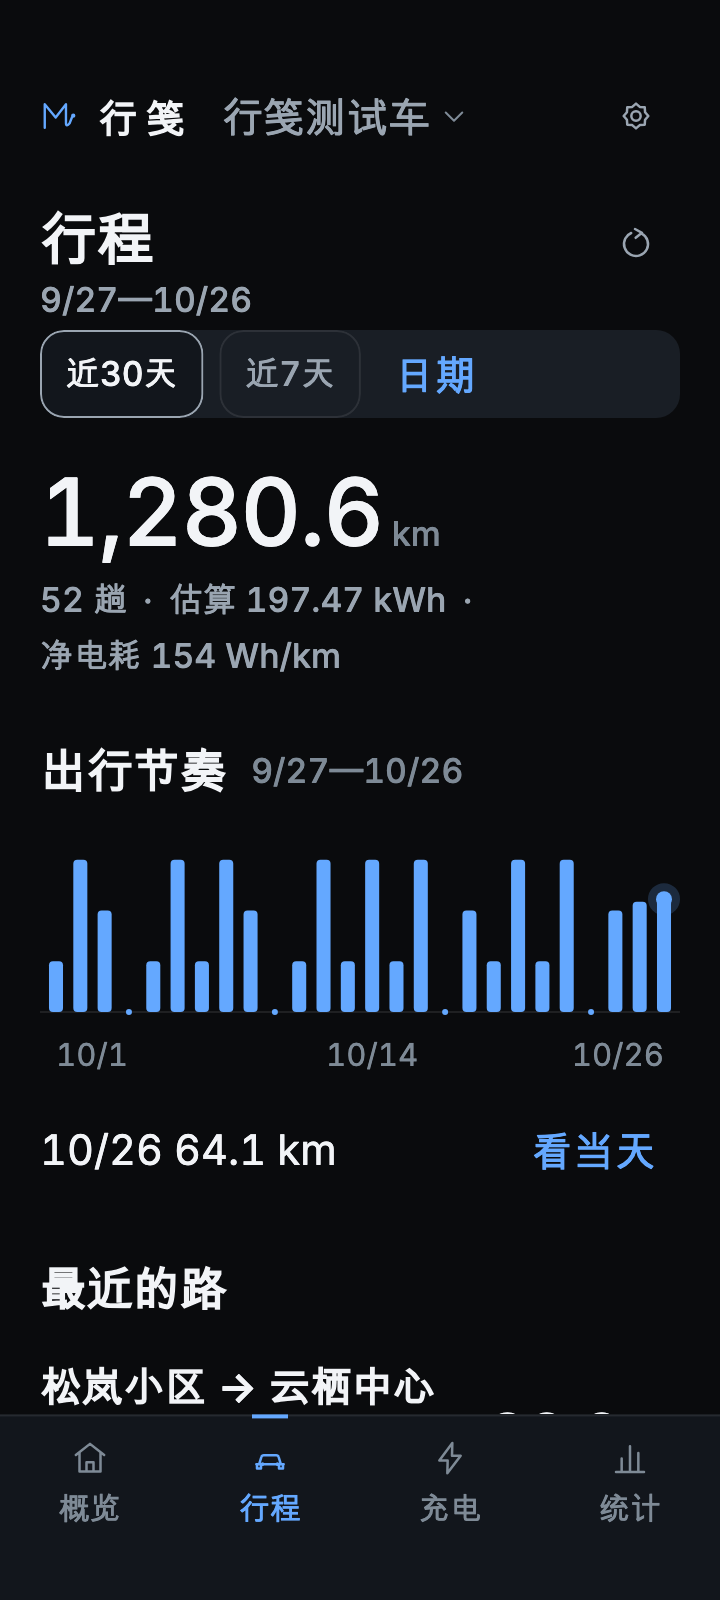 行笺 行笺测试车
行程
9/27—10/26
近30天 近7天 日期
1,280.6 km
52 趟 · 估算 197.47 kWh ·
净电耗 154 Wh/km
出行节奏 9/27—10/26
10/1 10/14 10/26
10/26 64.1 km 看当天
最近的路
松岚小区 → 云栖中心
概览 行程 充电 统计